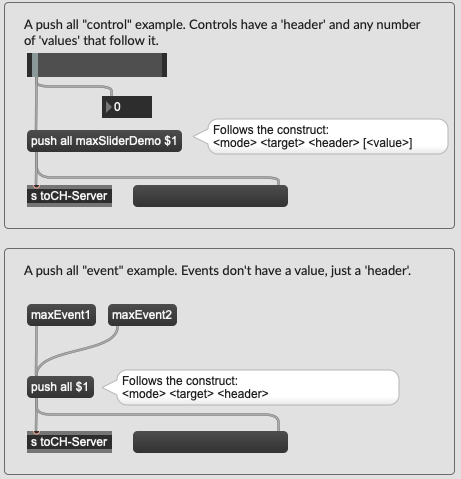 A push all "control" example. Controls have a 'header' and any number
of 'values' that follow it.
0
push all maxSliderDemo $1
Follows the construct:
<mode> <target> <header> [<value>]
s toCH-Server
A push all "event" example. Events don't have a value, just a 'header'.
maxEvent1
maxEvent2
push all $1
Follows the construct:
<mode> <target> <header>
s toCH-Server